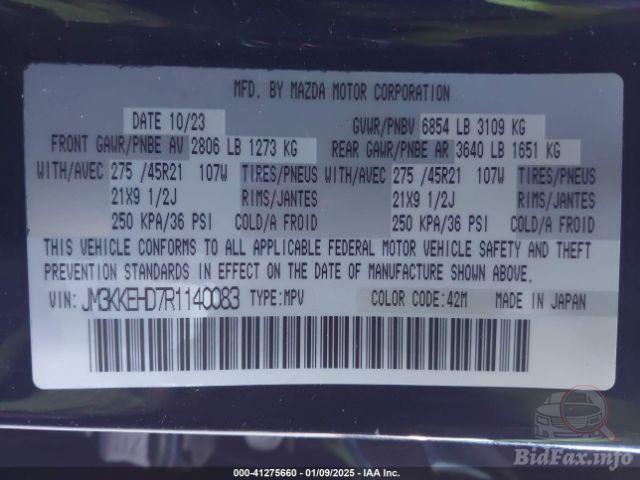 MFD. BY MAZDA MOTOR CORPORATION
DATE 10/23 GVWR/PNBV 6854 LB 3109 KG
FRONT GAWR/PNBE AV 2806 LB 1273 KG REAR GAWR/PNBE AR 3640 LB 1651 KG
WITH/AVEC 275 /45R21 107W TIRES/PNEUS WITH/AVEC 275 /45R21 107W TIRES/PNEUS
21X9 1/2J RIMS/JANTES 21X9 1/2J RIMS/JANTES
250 KPA/36 PSI COLD/A FROID 250 KPA/36 PSI COLD/A FROID
THIS VEHICLE CONFORMS TO ALL APPLICABLE FEDERAL MOTOR VEHICLE SAFETY AND THEFT
PREVENTION STANDARDS IN EFFECT ON THE DATE OF MANUFACTURE SHOWN ABOVE.
VIN: JM3KKEHD7R1140083 TYPE:MPV COLOR CODE:42M MADE IN JAPAN
BidFax.info
000-41275660 - 01/09/2025 - IAA Inc.